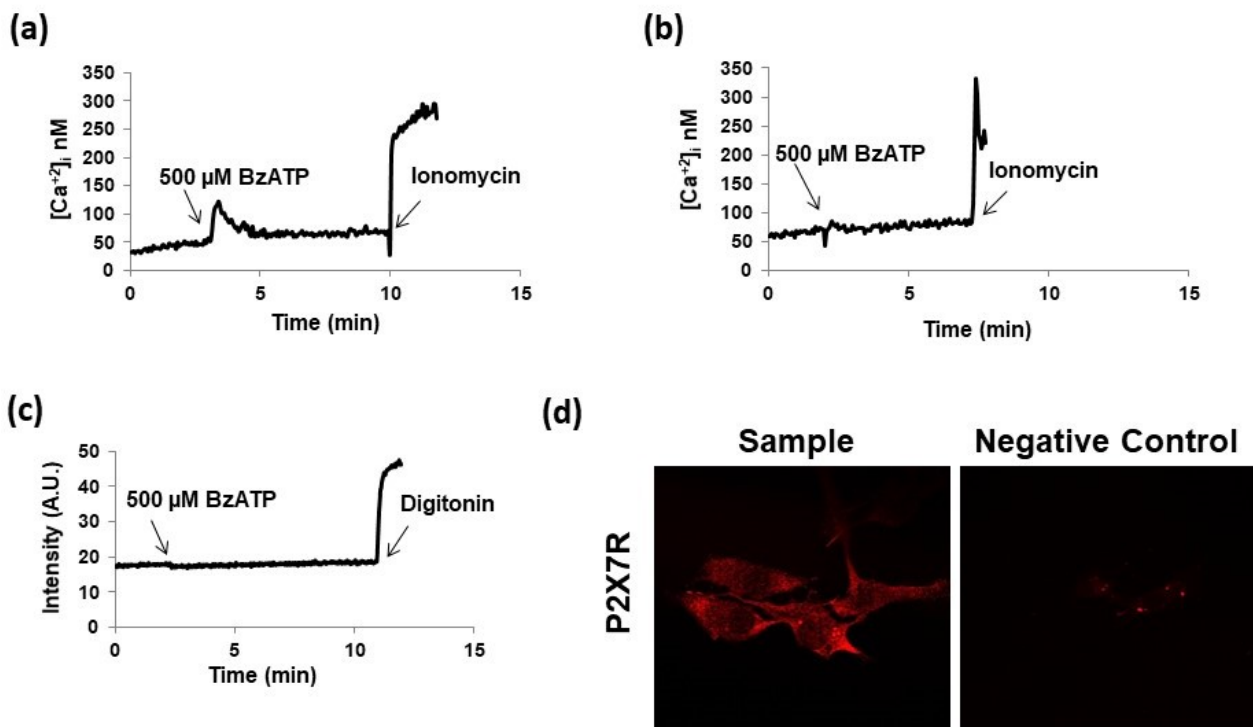 (a)
350
300
250
200
150
100
50
0
[Ca⁺²]ᵢ nM
500 µM BzATP
Ionomycin
0 5 10 15
Time (min)
(b)
350
300
250
200
150
100
50
0
[Ca⁺²]ᵢ nM
500 µM BzATP
Ionomycin
0 5 10 15
Time (min)
(c)
50
40
30
20
10
0
Intensity (A.U.)
500 µM BzATP
Digitonin
0 5 10 15
Time (min)
(d)
Sample Negative Control
P2X7R